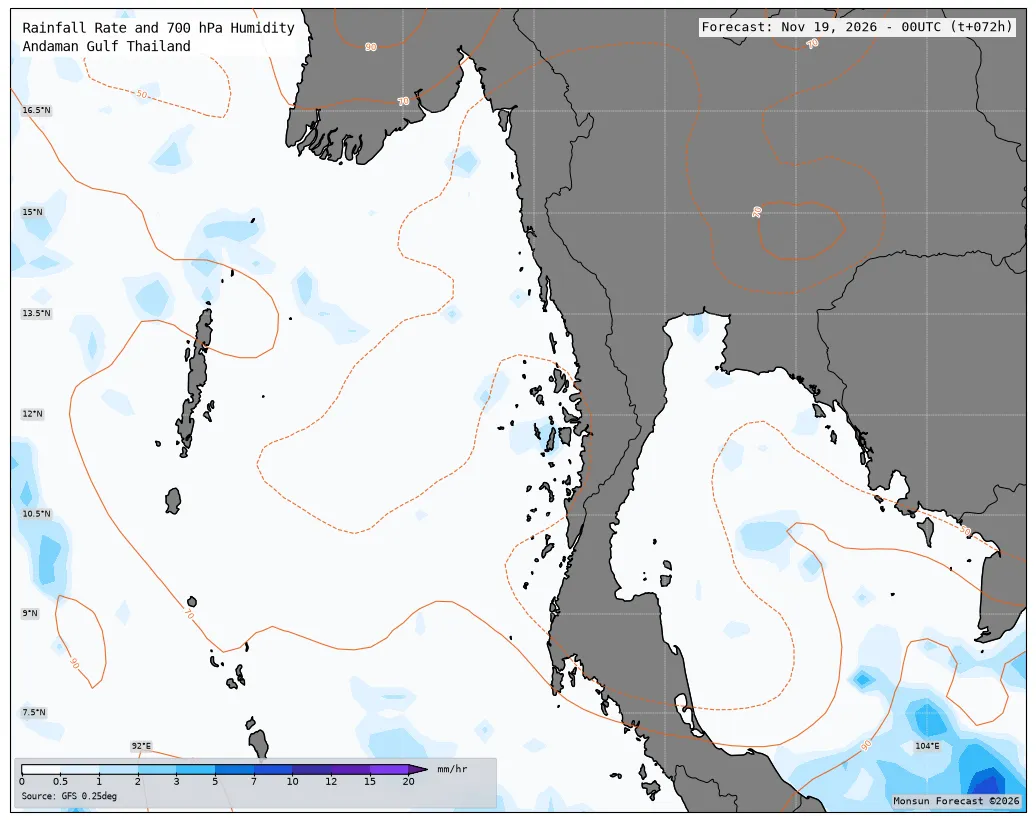 Rainfall Rate and 700 hPa Humidity
Andaman Gulf Thailand
Forecast: Nov 19, 2026 - 00UTC (t+072h)
90
70
50
70
16.5°N
15°N
70
13.5°N
12°N
10.5°N
50
9°N
70
90
7.5°N
92°E
90
104°E
mm/hr
0 0.5 1 2 3 5 7 10 12 15 20
Source: GFS 0.25deg
Monsun Forecast ©2026